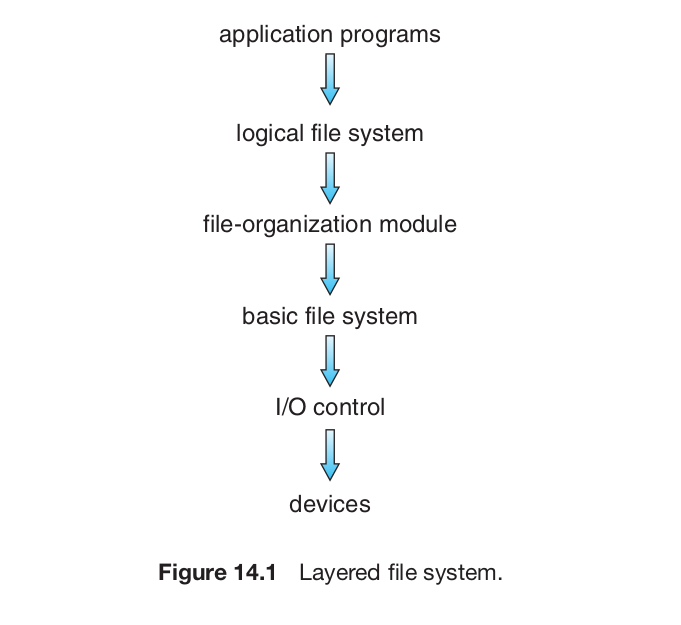 application programs
logical file system
file-organization module
basic file system
I/O control
devices
Figure 14.1 Layered file system.